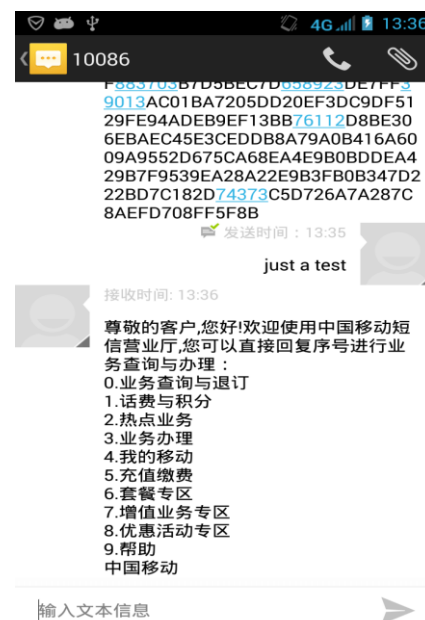 4G 13:36
10086
F883703B7D5BEC7D658923DE7FF3
9013AC01BA7205DD20EF3DC9DF51
29FE94ADEB9EF13BB76112D8BE30
6EBAEC45E3CEDDB8A79A0B416A60
09A9552D675CA68EA4E9B0BDDEA4
29B7F9539EA28A22E9B3FB0B347D2
22BD7C182D74373C5D726A7A287C
8AEFD708FF5F8B
发送时间：13:35
just a test
接收时间: 13:36
尊敬的客户,您好!欢迎使用中国移动短
信营业厅,您可以直接回复序号进行业
务查询与办理：
0.业务查询与退订
1.话费与积分
2.热点业务
3.业务办理
4.我的移动
5.充值缴费
6.套餐专区
7.增值业务专区
8.优惠活动专区
9.帮助
中国移动
输入文本信息